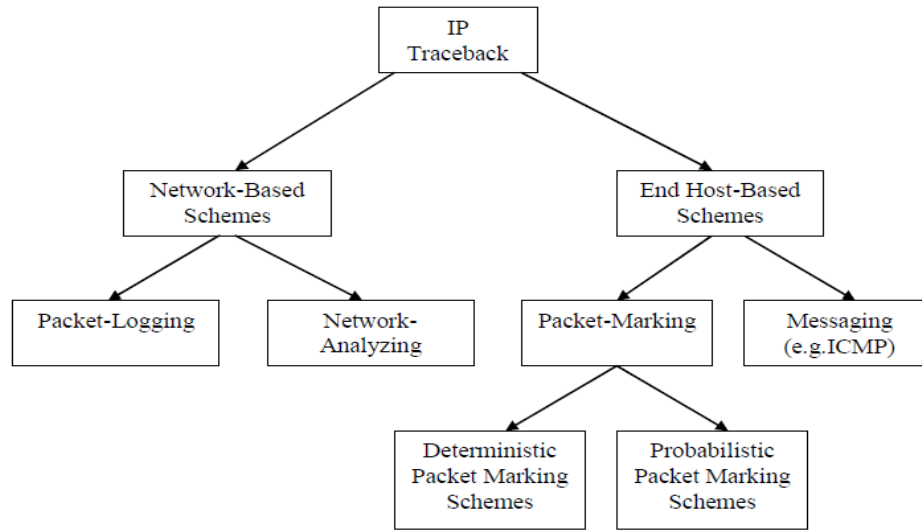 IP
Traceback
Network-Based
Schemes
End Host-Based
Schemes
Packet-Logging
Network-
Analyzing
Packet-Marking
Messaging
(e.g.ICMP)
Deterministic
Packet Marking
Schemes
Probabilistic
Packet Marking
Schemes